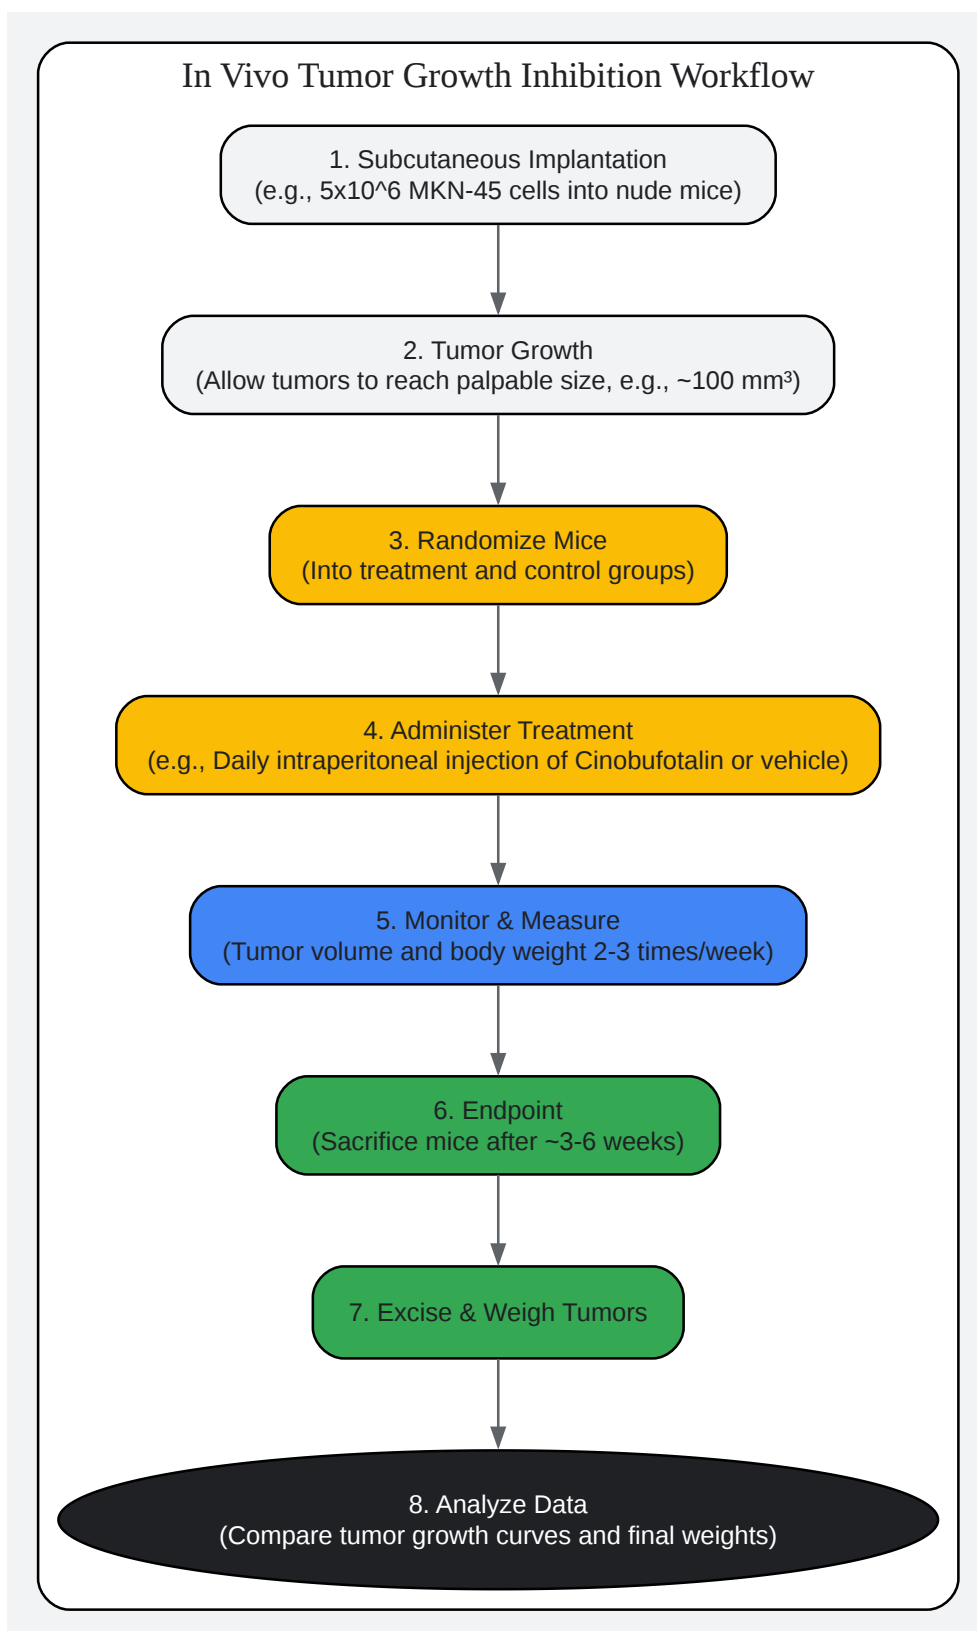 In Vivo Tumor Growth Inhibition Workflow
1. Subcutaneous Implantation
(e.g., 5x10^6 MKN-45 cells into nude mice)
2. Tumor Growth
(Allow tumors to reach palpable size, e.g., ~100 mm³)
3. Randomize Mice
(Into treatment and control groups)
4. Administer Treatment
(e.g., Daily intraperitoneal injection of Cinobufotalin or vehicle)
5. Monitor & Measure
(Tumor volume and body weight 2-3 times/week)
6. Endpoint
(Sacrifice mice after ~3-6 weeks)
7. Excise & Weigh Tumors
8. Analyze Data
(Compare tumor growth curves and final weights)